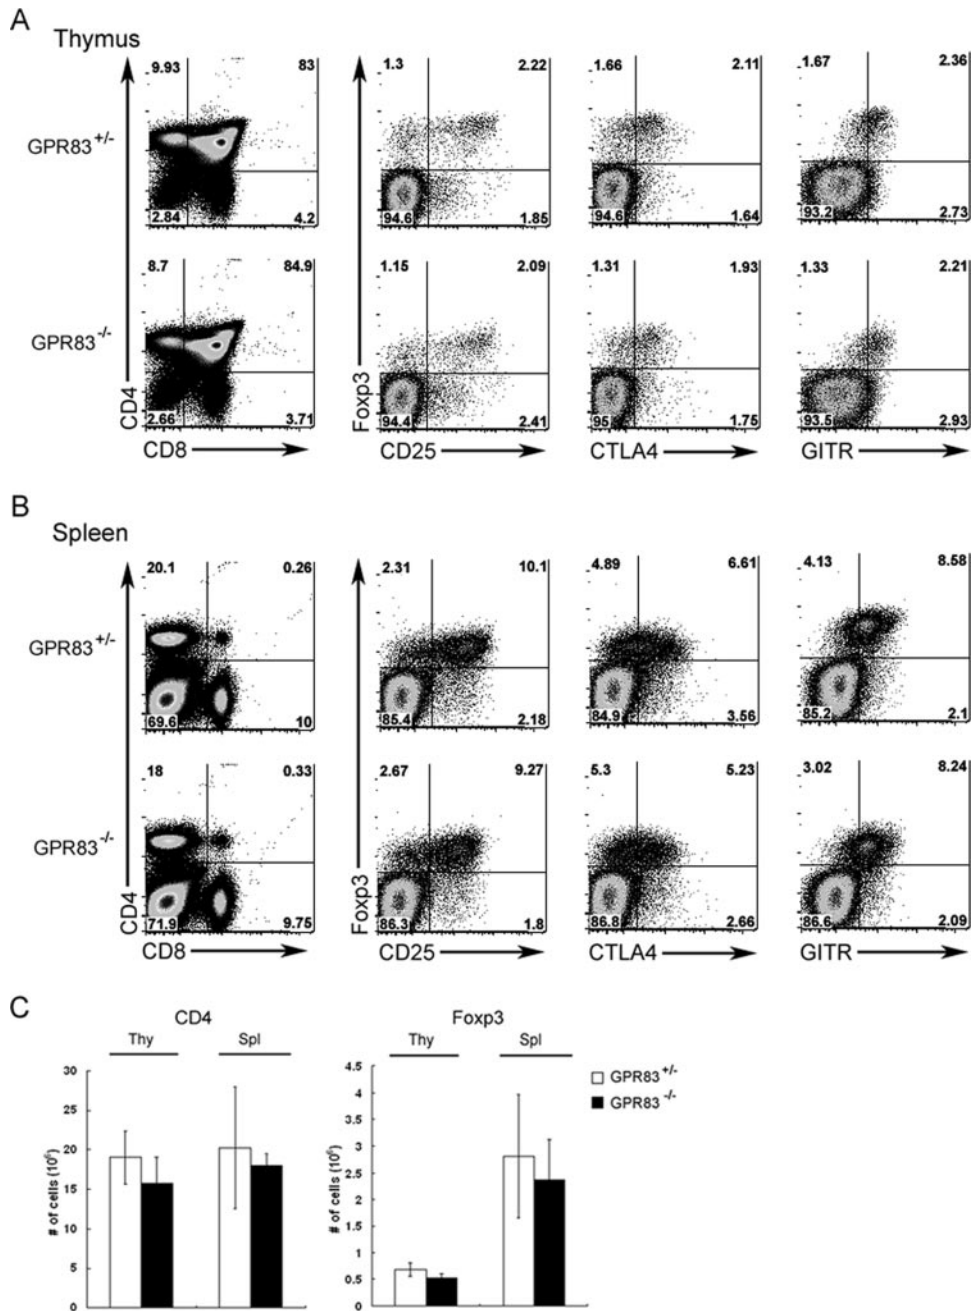 A
Thymus
9.93 83 1.3 2.22 1.66 2.11 1.67 2.36
GPR83+/-
2.84 4.2 94.6 1.85 94.6 1.64 93.2 2.73
8.7 84.9 1.15 2.09 1.31 1.93 1.33 2.21
GPR83-/-
CD4 Foxp3
2.66 3.71 94.4 2.41 95 1.75 93.5 2.93
CD8 CD25 CTLA4 GITR
B
Spleen
20.1 0.26 2.31 10.1 4.89 6.61 4.13 8.58
GPR83+/-
69.6 10 85.4 2.18 84.9 3.56 85.2 2.1
18 0.33 2.67 9.27 5.3 5.23 3.02 8.24
GPR83-/-
CD4 Foxp3
71.9 9.75 86.3 1.8 86.8 2.66 86.6 2.09
CD8 CD25 CTLA4 GITR
C
CD4 Foxp3
Thy Spl Thy Spl
# of cells (10⁶)
30
25
20
15
10
5
0
# of cells (10⁶)
4.5
4
3.5
3
2.5
2
1.5
1
0.5
0
GPR83+/-
GPR83-/-